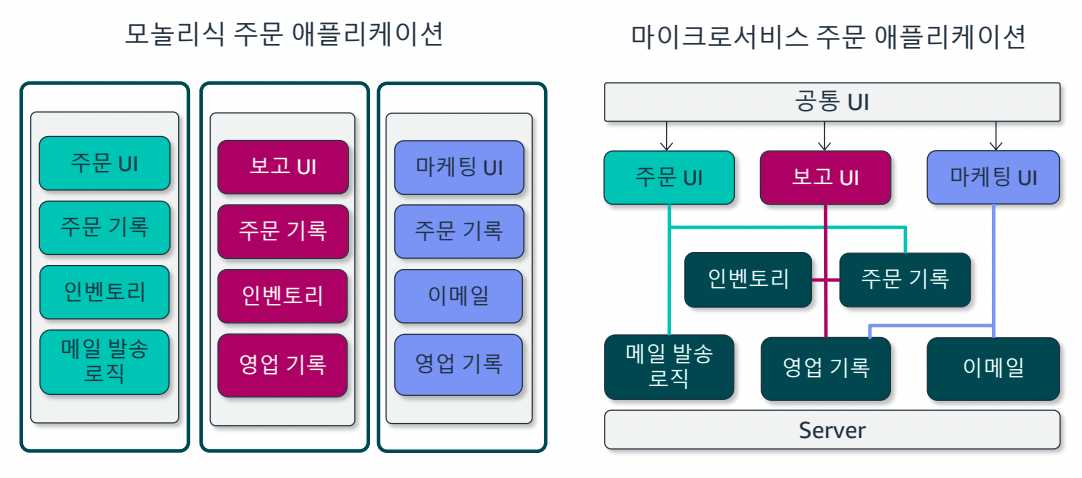 모놀리식 주문 애플리케이션
주문 UI
주문 기록
인벤토리
메일 발송
로직
보고 UI
주문 기록
인벤토리
영업 기록
마케팅 UI
주문 기록
이메일
영업 기록
마이크로서비스 주문 애플리케이션
공통 UI
주문 UI
보고 UI
마케팅 UI
인벤토리
주문 기록
메일 발송
로직
영업 기록
이메일
Server